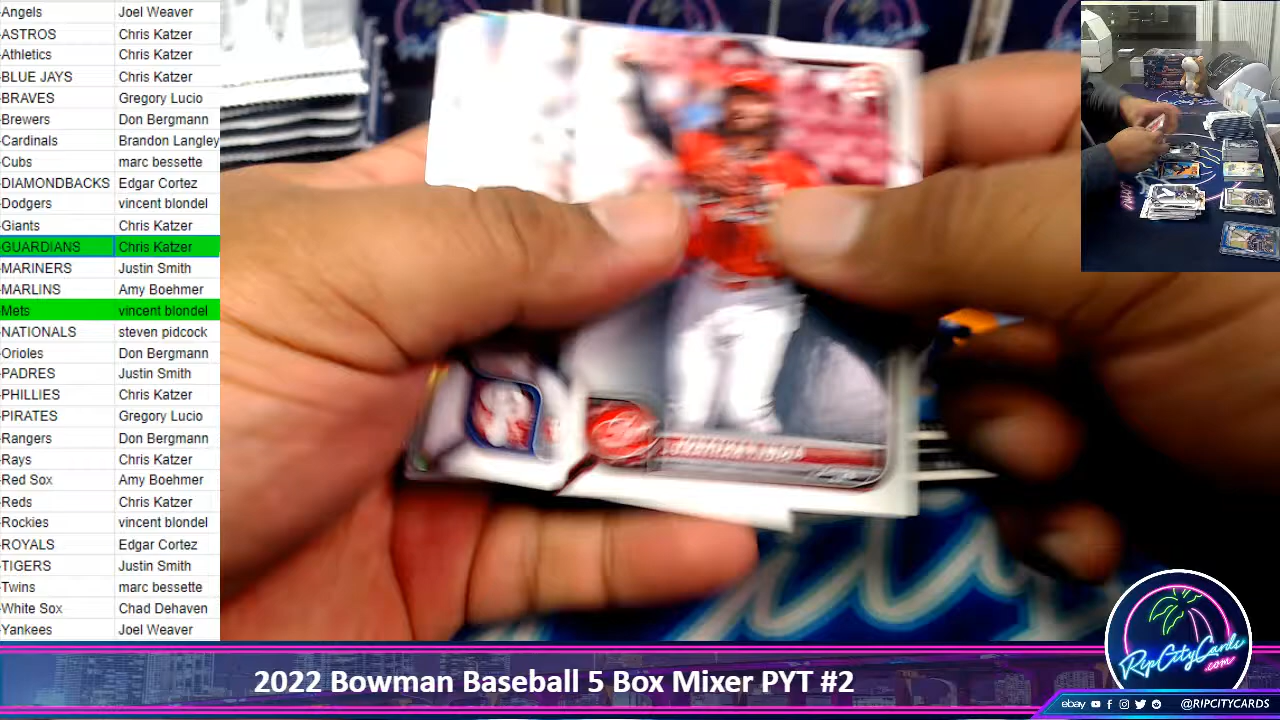 -Angels Joel Weaver
-ASTROS Chris Katzer
-Athletics Chris Katzer
-BLUE JAYS Chris Katzer
-BRAVES Gregory Lucio
-Brewers Don Bergmann
-Cardinals Brandon Langley
-Cubs marc bessette
-DIAMONDBACKS Edgar Cortez
-Dodgers vincent blondel
-Giants Chris Katzer
-GUARDIANS Chris Katzer
-MARINERS Justin Smith
-MARLINS Amy Boehmer
-Mets vincent blondel
-NATIONALS steven pidcock
-Orioles Don Bergmann
-PADRES Justin Smith
-PHILLIES Chris Katzer
-PIRATES Gregory Lucio
-Rangers Don Bergmann
-Rays Chris Katzer
-Red Sox Amy Boehmer
-Reds Chris Katzer
-Rockies vincent blondel
-ROYALS Edgar Cortez
-TIGERS Justin Smith
-Twins marc bessette
-White Sox Chad Dehaven
-Yankees Joel Weaver
RipCityCards
.com
2022 Bowman Baseball 5 Box Mixer PYT #2
ebay @RIPCITYCARDS